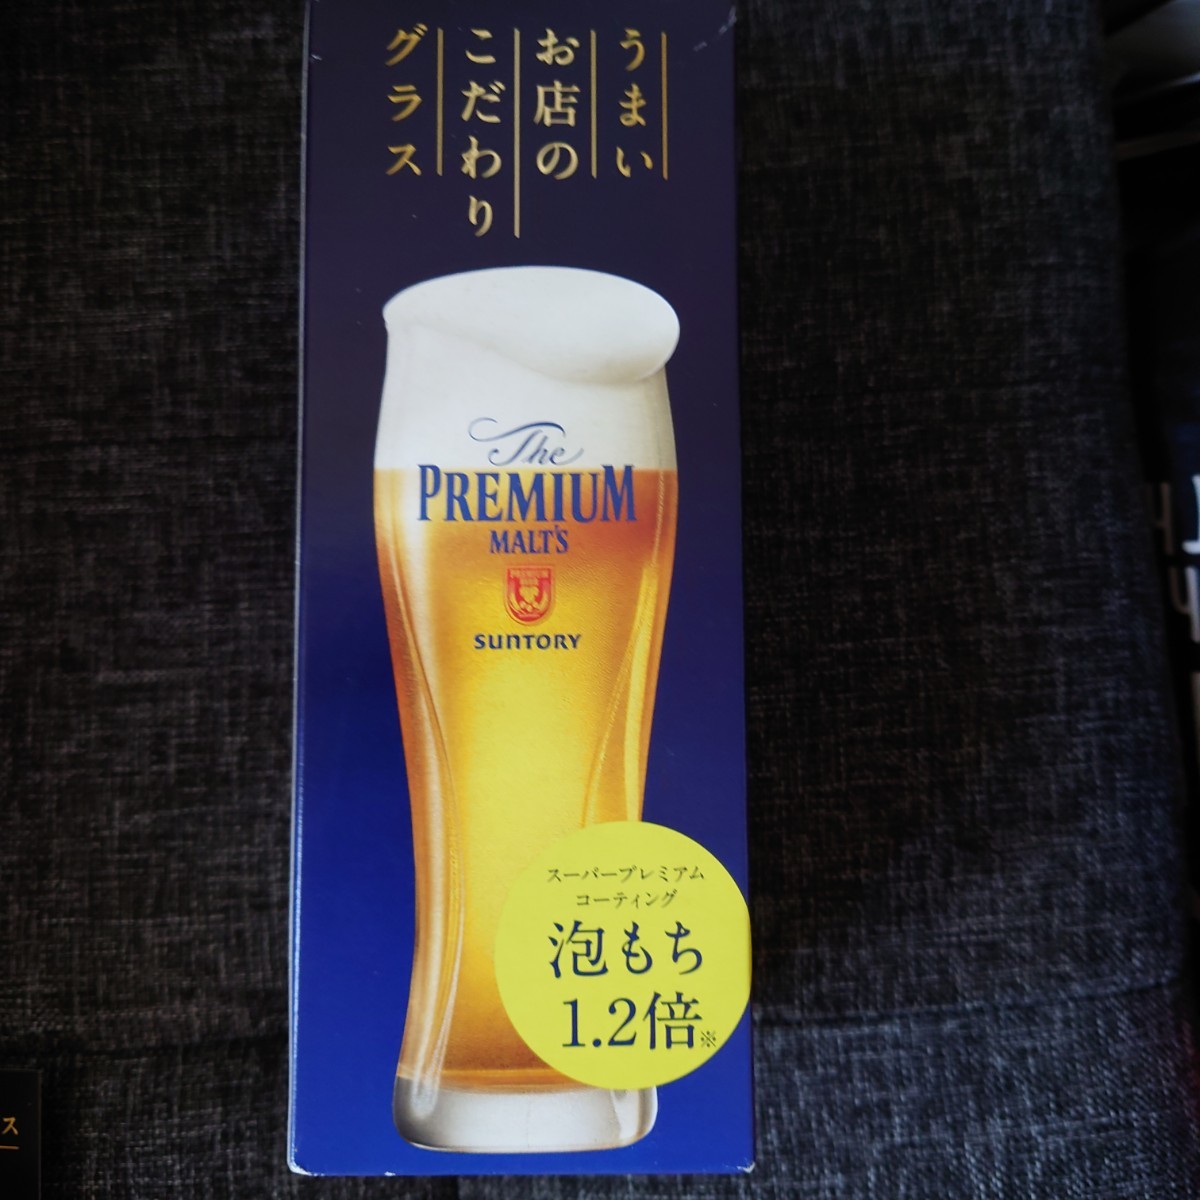 うまい
お店の
こだわり
グラス
The
PREMIUM
MALT'S
PREMIUM
SUNTORY
スーパープレミアム
コーティング
泡もち
1.2倍※
ス